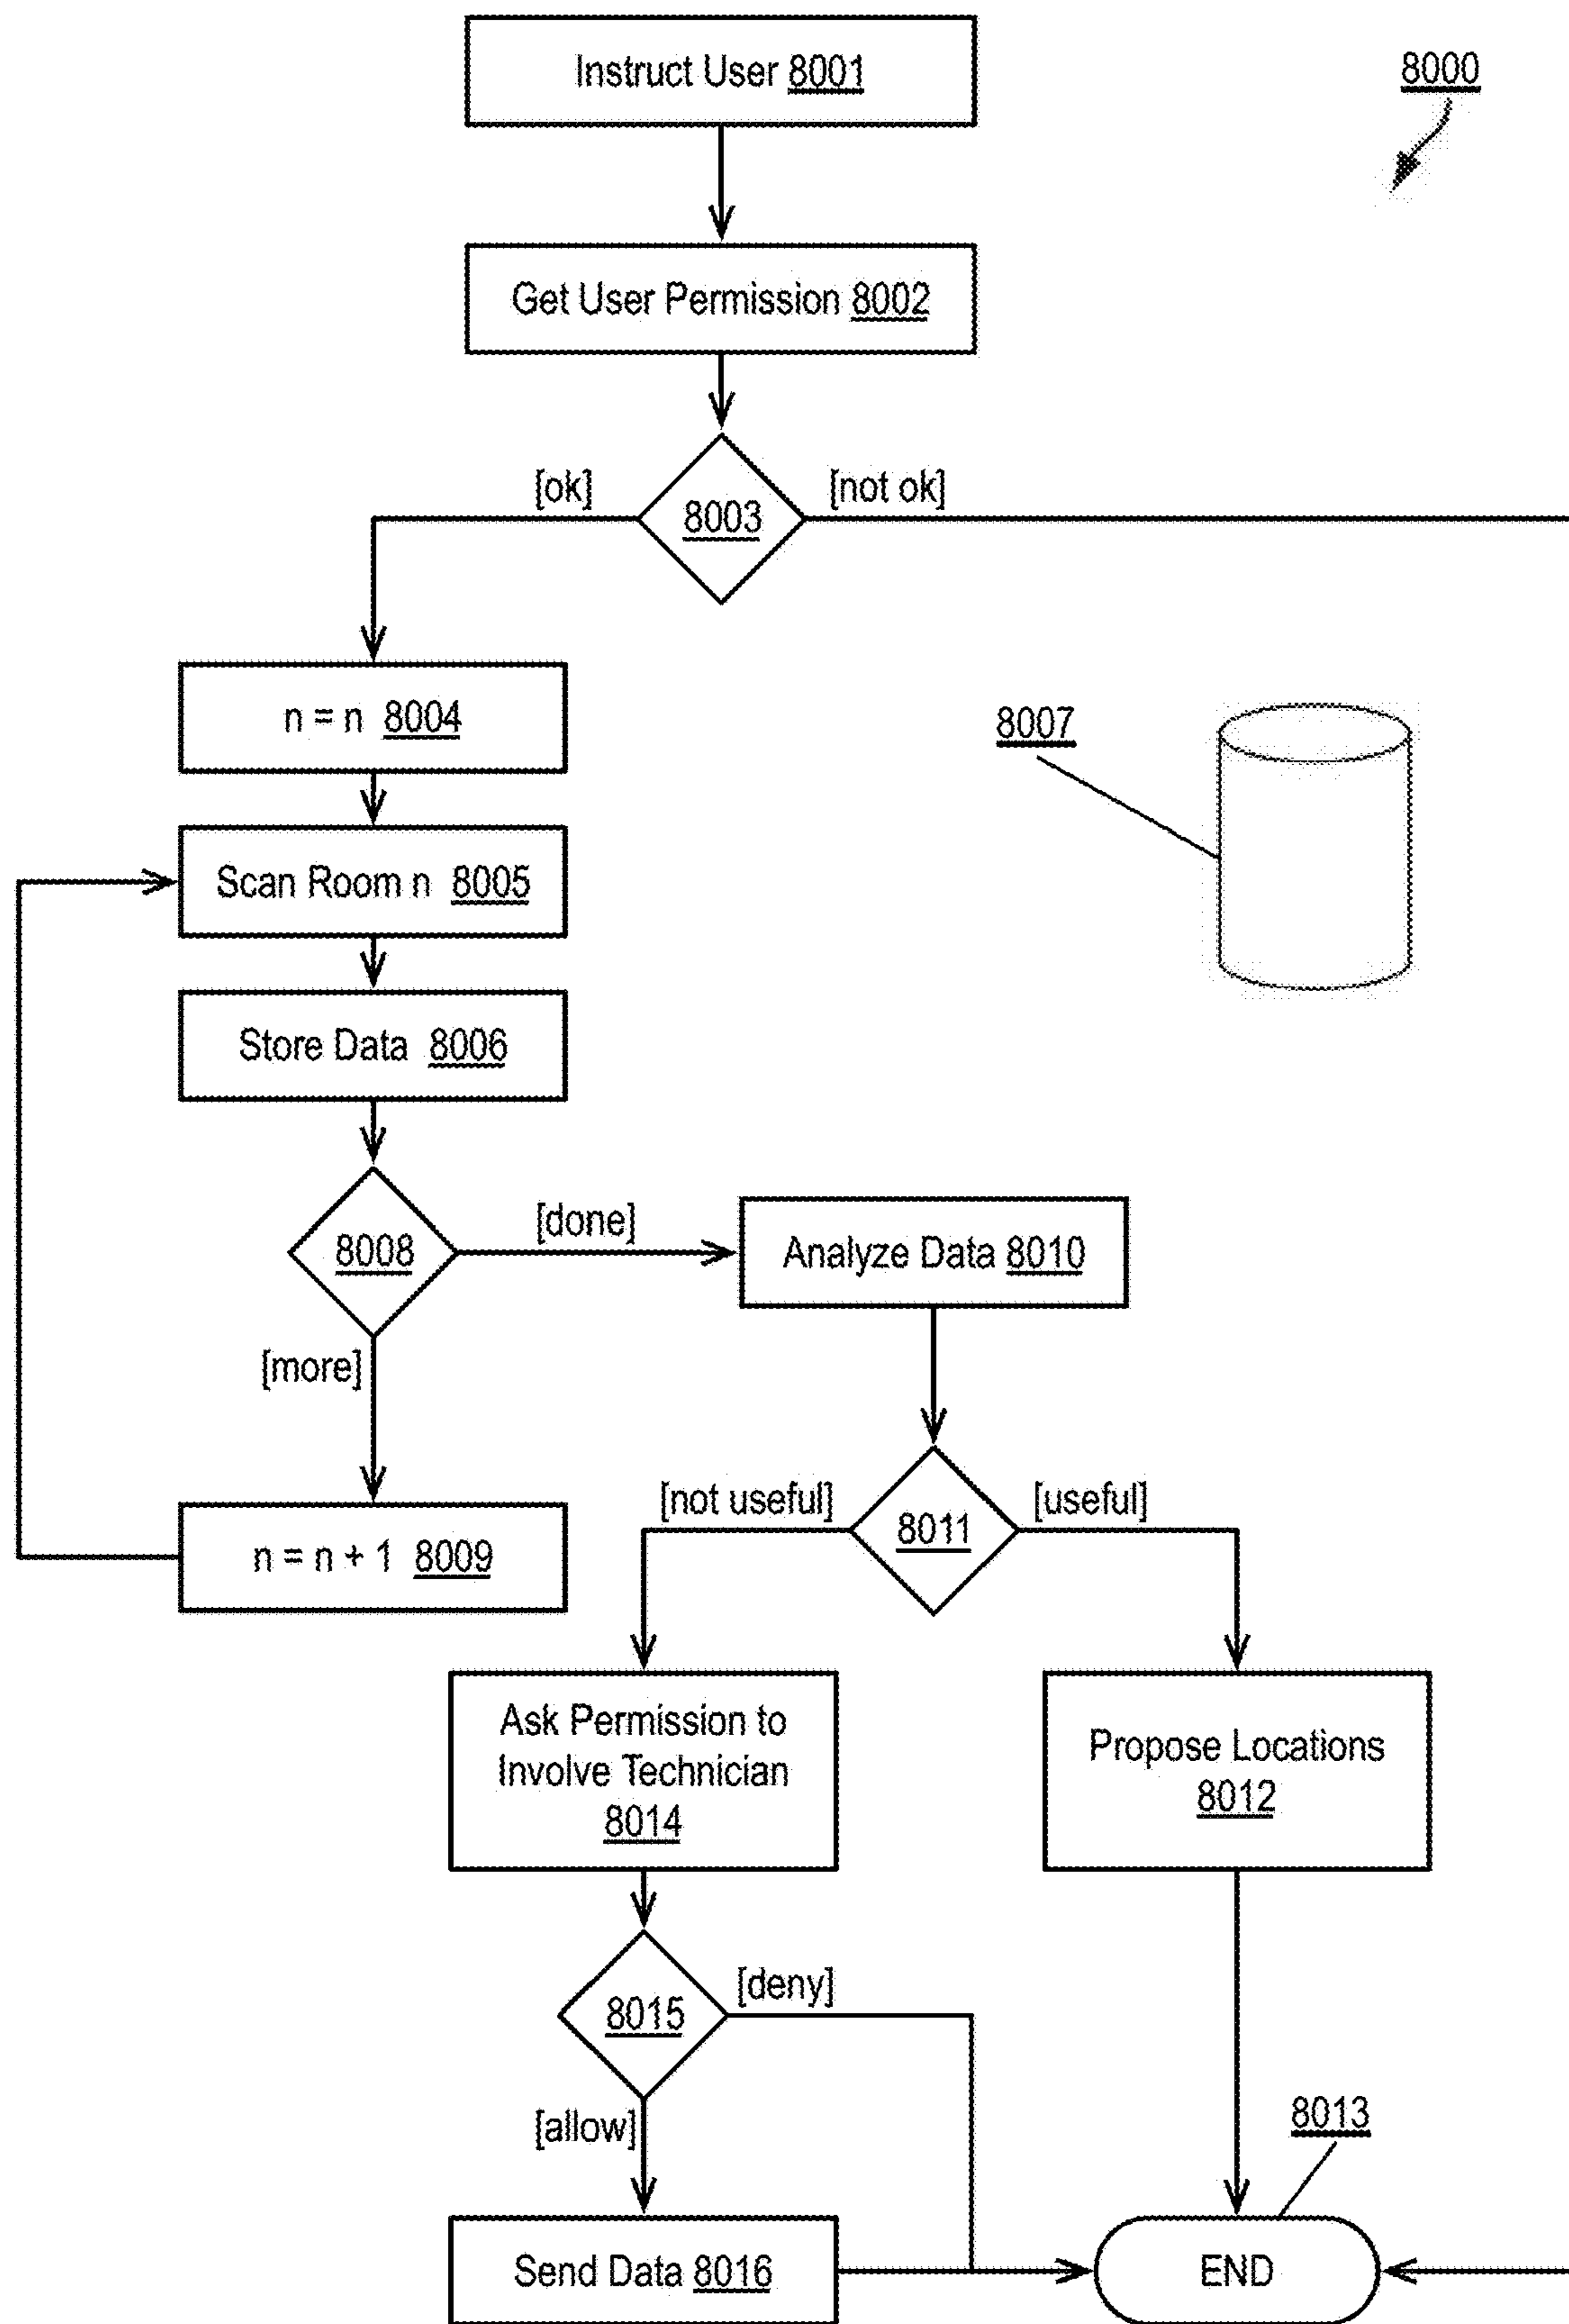 Instruct User 8001
8000
Get User Permission 8002
[ok]
[not ok]
8003
n = n 8004
8007
Scan Room n 8005
Store Data 8006
[done]
8008
Analyze Data 8010
[more]
[not useful]
[useful]
8011
n = n + 1 8009
Ask Permission to
Involve Technician
8014
Propose Locations
8012
[deny]
8015
[allow]
8013
Send Data 8016
END